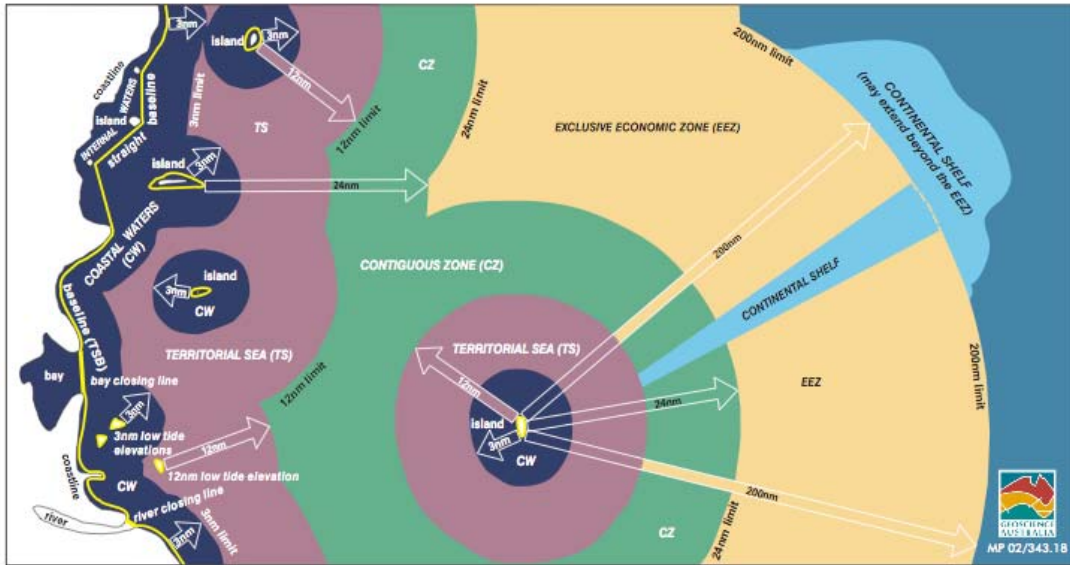 3nm
island
3nm
12nm
CZ
200nm limit
coastline
INTERNAL WATERS
baseline
straight
island
3nm limit
TS
12nm limit
24nm limit
EXCLUSIVE ECONOMIC ZONE (EEZ)
CONTINENTAL SHELF
(may extend beyond
the EEZ)
island
3nm
24nm
200nm
COASTAL WATERS
(CW)
CONTIGUOUS ZONE (CZ)
CONTINENTAL SHELF
island
3nm
CW
baseline (TSB)
TERRITORIAL SEA (TS)
TERRITORIAL SEA (TS)
bay
bay closing line
3nm
12nm limit
12nm
24nm
EEZ
200nm limit
3nm low tide
elevations
12nm
island
3nm
CW
coastline
CW
12nm low tide elevation
river closing line
river
3nm
3nm limit
200nm
CZ
24nm limit
GEOSCIENCE
AUSTRALIA
MP 02/343.18